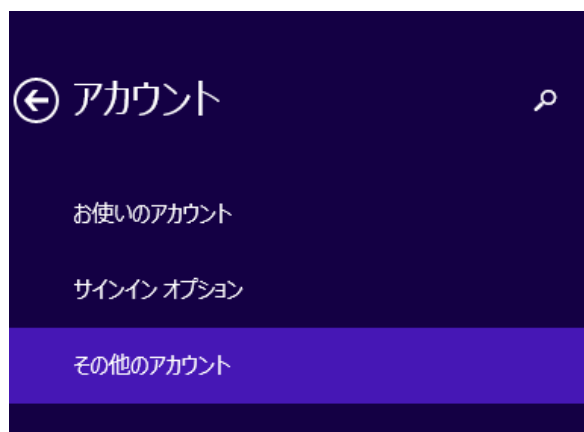 アカウント
お使いのアカウント
サインイン オプション
その他のアカウント